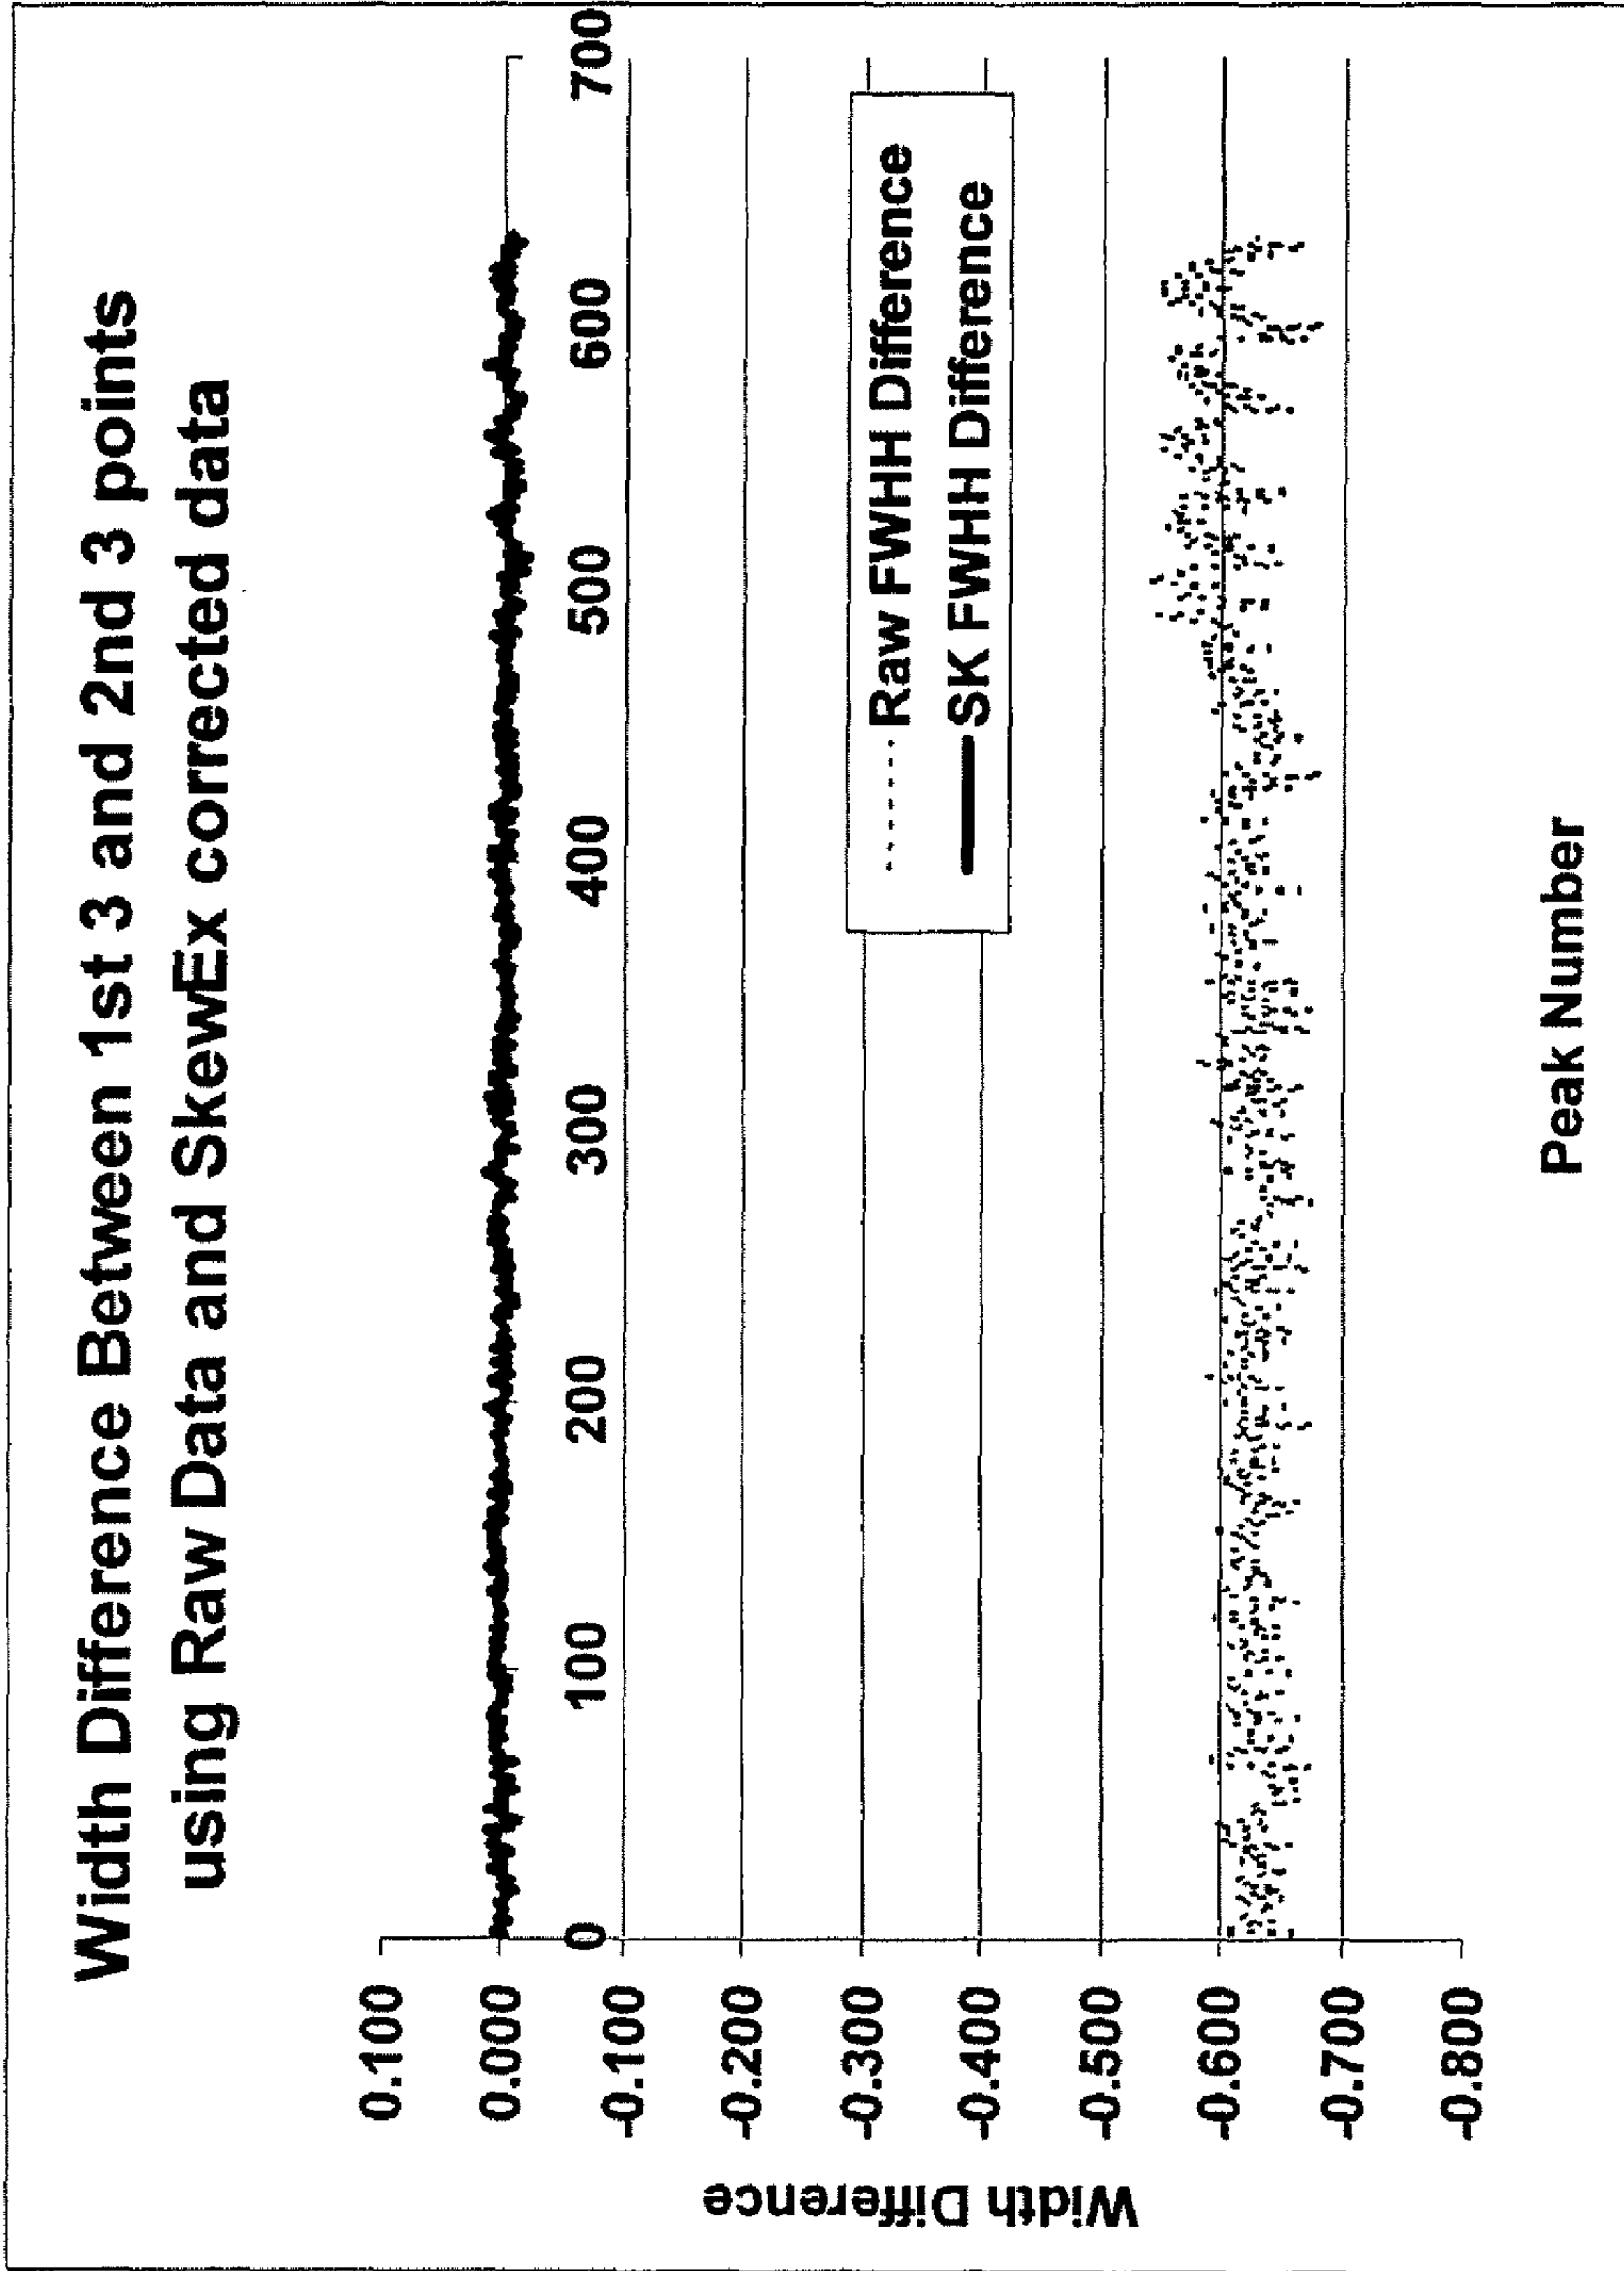 Width Difference Between 1st 3 and 2nd 3 points
using Raw Data and SkewEx corrected data
0.100
0.000
-0.100
-0.200
-0.300
-0.400
-0.500
-0.600
-0.700
-0.800
Width Difference
0 100 200 300 400 500 600 700
Raw FWHH Difference
SK FWHH Difference
Peak Number